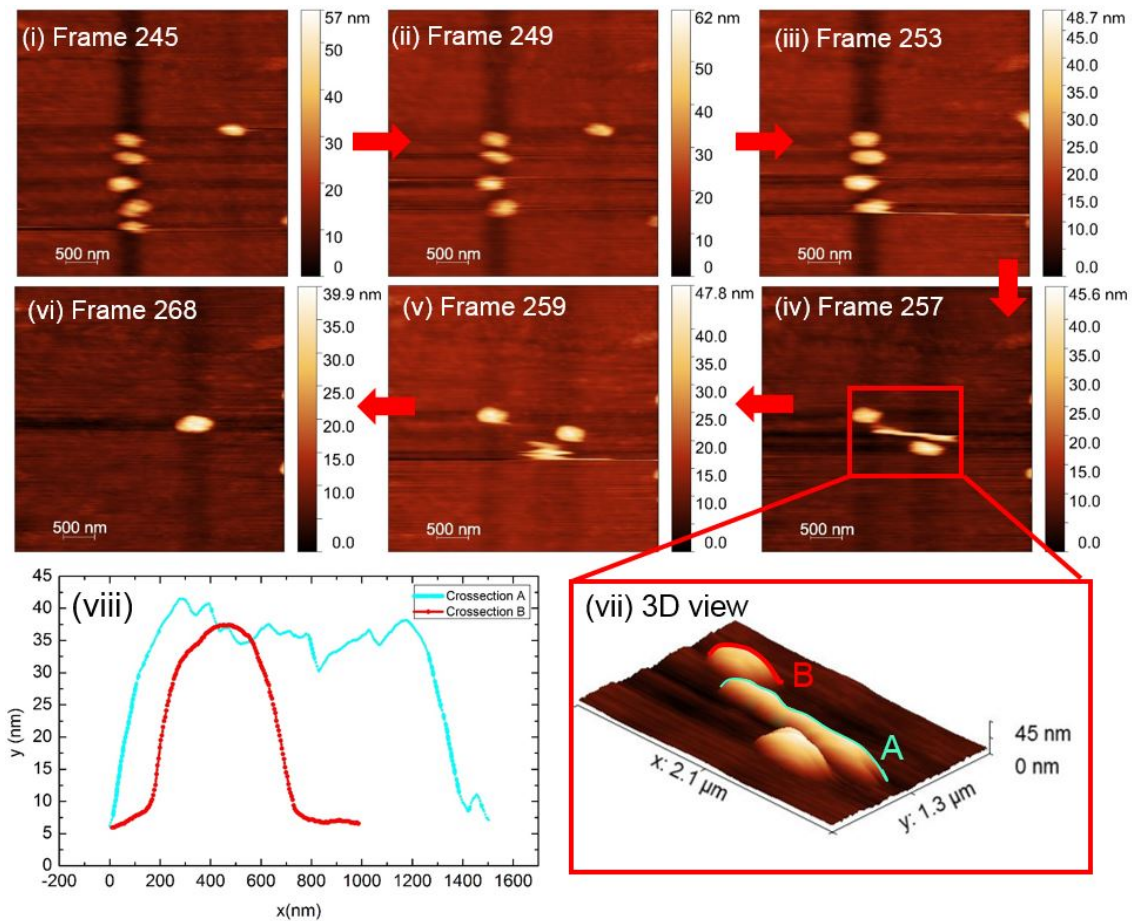 (i) Frame 245
57 nm
50
40
30
20
10
0
500 nm
(ii) Frame 249
62 nm
50
40
30
20
10
0
500 nm
(iii) Frame 253
48.7 nm
45.0
40.0
35.0
30.0
25.0
20.0
15.0
10.0
0.0
500 nm
(vi) Frame 268
39.9 nm
35.0
30.0
25.0
20.0
15.0
10.0
0.0
500 nm
(v) Frame 259
47.8 nm
40.0
35.0
30.0
25.0
20.0
15.0
10.0
0.0
500 nm
(iv) Frame 257
45.6 nm
40.0
35.0
30.0
25.0
20.0
15.0
10.0
0.0
500 nm
(viii)
Crossection A
Crossection B
45
40
35
30
25
20
15
10
5
0
y (nm)
-200 0 200 400 600 800 1000 1200 1400 1600
x(nm)
(vii) 3D view
B
A
45 nm
0 nm
x: 2.1 µm
y: 1.3 µm